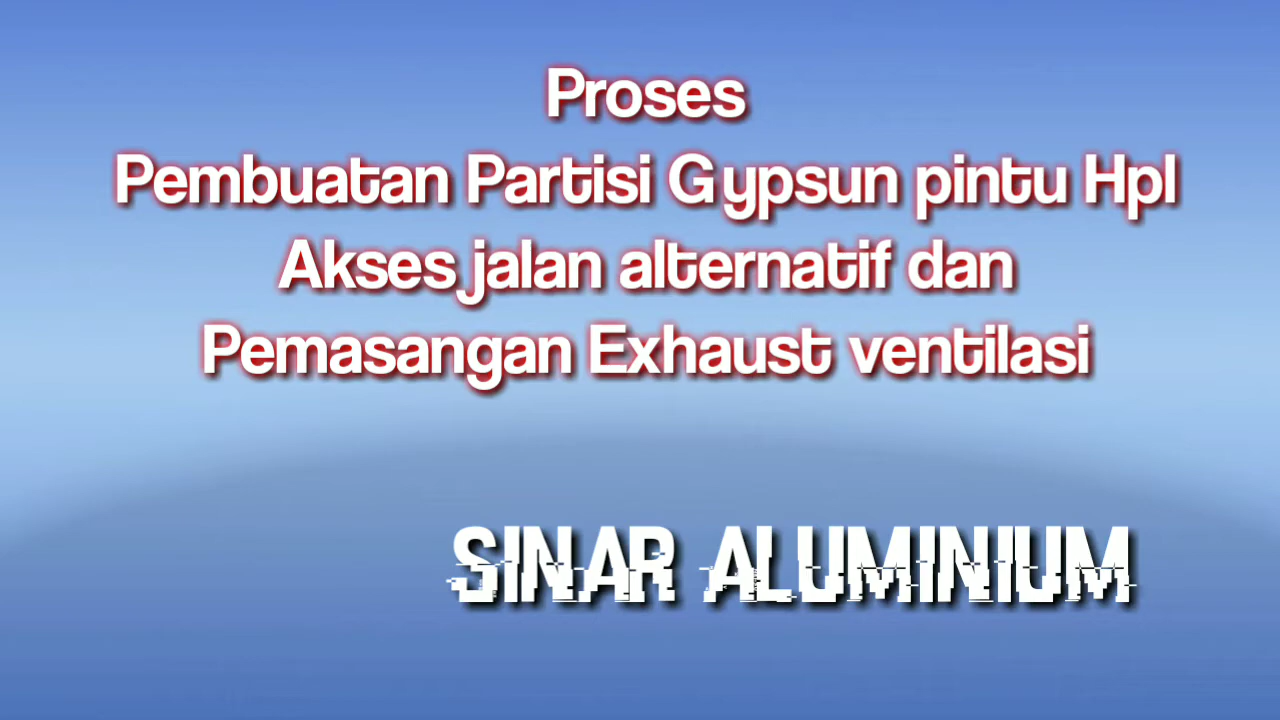 Proses
Pembuatan Partisi Gypsun pintu Hpl
Akses jalan alternatif dan
Pemasangan Exhaust ventilasi
SINAR ALUMINIUM